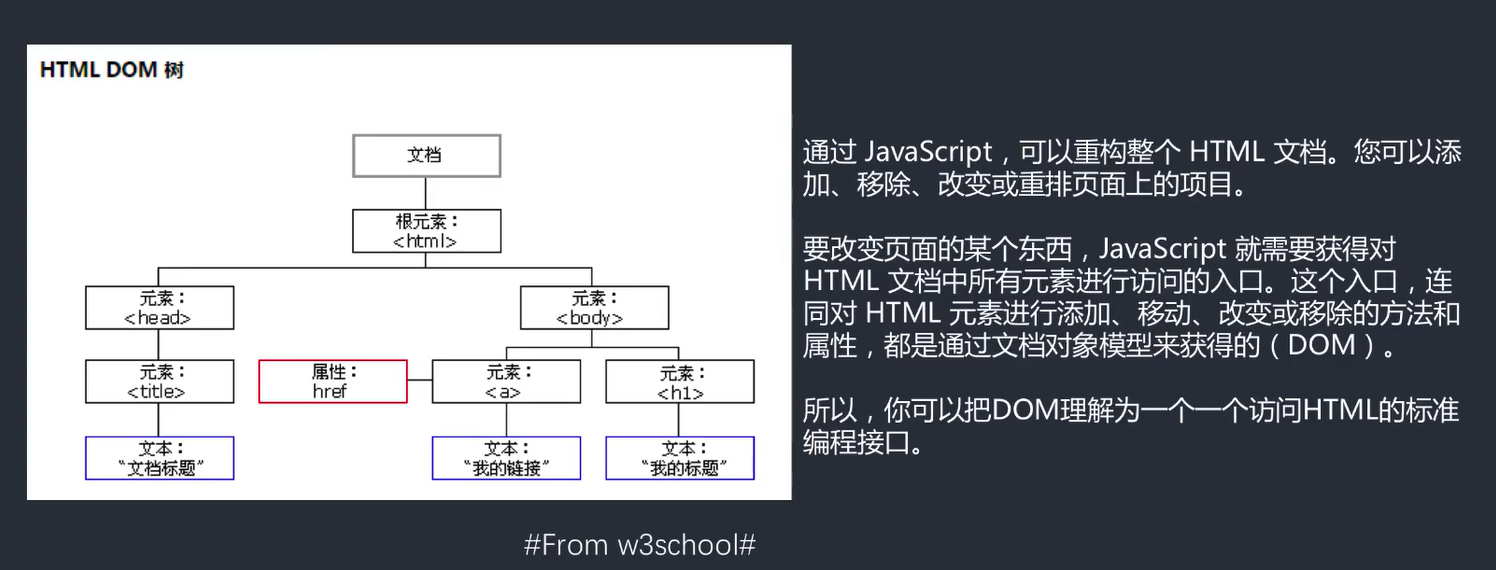 HTML DOM 树
文档
根元素：
<html>
元素：
<head>
元素：
<body>
元素：
<title>
属性：
href
元素：
<a>
元素：
<h1>
文本：
“文档标题”
文本：
“我的链接”
文本：
“我的标题”
通过 JavaScript，可以重构整个 HTML 文档。您可以添
加、移除、改变或重排页面上的项目。
要改变页面的某个东西，JavaScript 就需要获得对
HTML 文档中所有元素进行访问的入口。这个入口，连
同对 HTML 元素进行添加、移动、改变或移除的方法和
属性，都是通过文档对象模型来获得的（DOM）。
所以，你可以把DOM理解为一个一个访问HTML的标准
编程接口。
#From w3school#